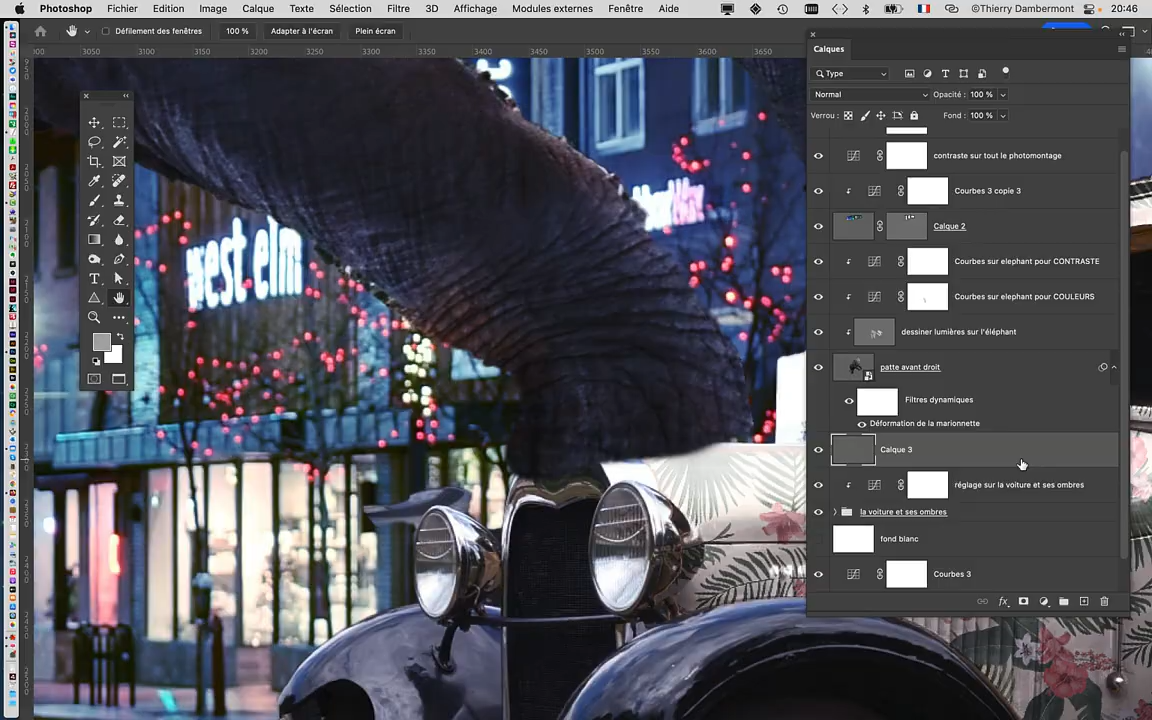 Photoshop Fichier Edition Image Calque Texte Sélection Filtre 3D Affichage Modules externes Fenêtre Aide ©Thierry Dambermont 20:46
Défilement des fenêtres 100 % Adapter à l'écran Plein écran
3050 3100 3150 3200 3250 3300 3350 3400 3450 3500 3550 3600 3650
Calques
Type
Normal Opacité : 100 %
Verrou : Fond : 100 %
contraste sur tout le photomontage
Courbes 3 copie 3
Calque 2
Courbes sur elephant pour CONTRASTE
Courbes sur elephant pour COULEURS
dessiner lumières sur l'éléphant
patte avant droit
Filtres dynamiques
Déformation de la marionnette
Calque 3
réglage sur la voiture et ses ombres
la voiture et ses ombres
fond blanc
Courbes 3
fx
west elm